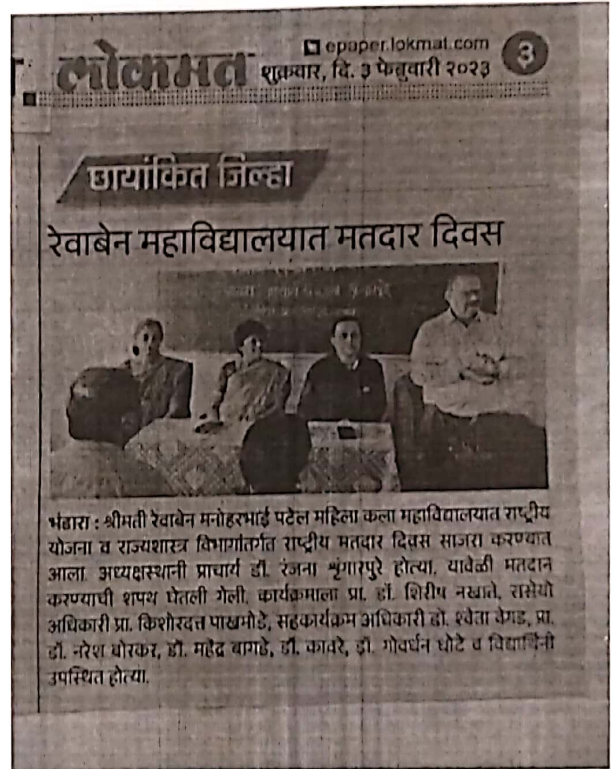 लोकमत
epaper.lokmat.com
शुक्रवार, दि. ३ फेब्रुवारी २०२३
३
छायांकित जिल्हा
रेवाबेन महाविद्यालयात मतदार दिवस
भंडारा : श्रीमती रेवाबेन मनोहरभाई पटेल महिला कला महाविद्यालयात राष्ट्रीय
योजना व राज्यशास्त्र विभागांतर्गत राष्ट्रीय मतदार दिवस साजरा करण्यात
आला. अध्यक्षस्थानी प्राचार्य डॉ. रंजना श्रृंगारपुरे होत्या. यावेळी मतदान
करण्याची शपथ घेतली गेली. कार्यक्रमाला प्रा. डॉ. शिरीष नखाते, रासेयो
अधिकारी प्रा. किशोरदत्त पाखमोडे, सहकार्यक्रम अधिकारी डॉ. श्वेता वेगड, प्रा.
डॉ. नरेश बोरकर, डॉ. महेंद्र बागडे, डॉ. कावरे, डॉ. गोवर्धन धोटे व विद्यार्थिनी
उपस्थित होत्या.